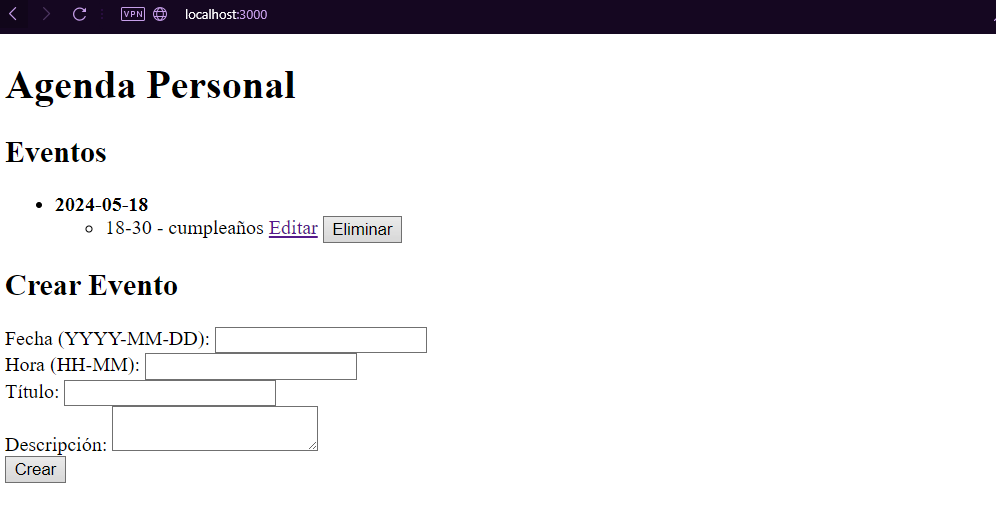 VPN localhost:3000
Agenda Personal
Eventos
2024-05-18
18-30 - cumpleaños Editar Eliminar
Crear Evento
Fecha (YYYY-MM-DD):
Hora (HH-MM):
Título:
Descripción:
Crear